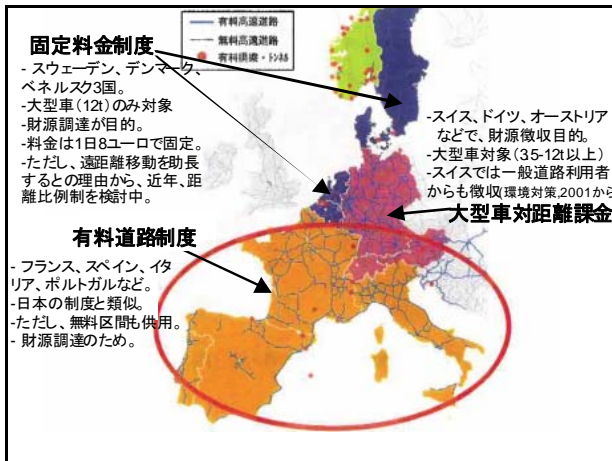 有料高速道路
無料高速道路
有料橋梁・トンネル
固定料金制度
- スウェーデン、デンマーク、
ベネルスク3国。
-大型車(12t)のみ対象
-財源調達が目的。
-料金は1日8ユーロで固定。
-ただし、遠距離移動を助長
するとの理由から、近年、距
離比例制を検討中。
-スイス、ドイツ、オーストリア
などで、財源徴収目的。
-大型車対象(3.5-12t以上)
-スイスでは一般道路利用者
からも徴収(環境対策,2001から
大型車対距離課金
有料道路制度
- フランス、スペイン、イタ
リア、ポルトガルなど。
-日本の制度と類似。
-ただし、無料区間も供用。
- 財源調達のため。